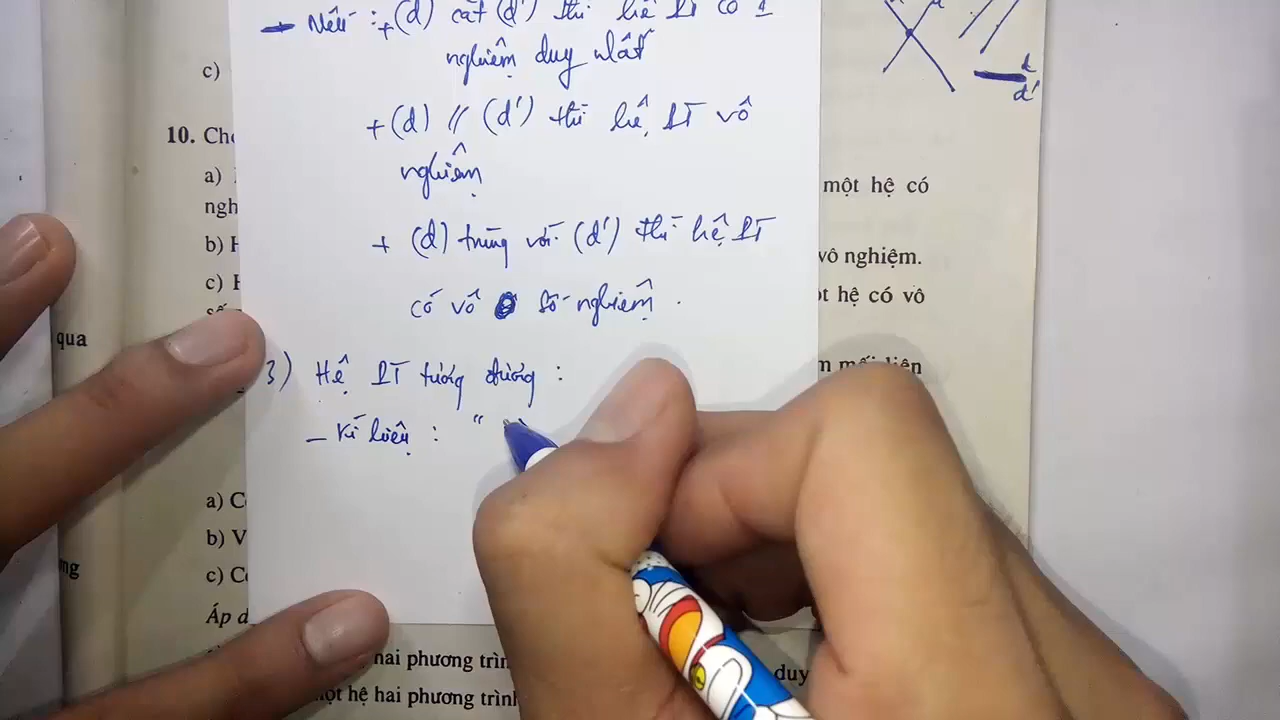 → Nếu : + (d) cắt (d') thì hệ PT có 1
nghiệm duy nhất
c)
+ (d) // (d') thì hệ PT vô
d'
10. Ch
nghiệm
a)
một hệ có
ngh
+ (d) trùng với (d') thì hệ PT
b) H
vô nghiệm.
c) H
có vô số nghiệm.
hệ có vô
qua
3) Hệ PT tương đương :
- Kí hiệu : "
a) C
b) V
c) C
Áp d
hai phương trìn
duy
một hệ hai phương trình